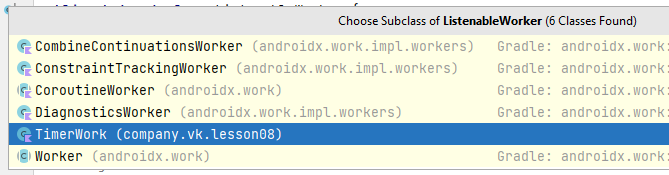 Choose Subclass of ListenableWorker (6 Classes Found)
CombineContinuationsWorker (androidx.work.impl.workers) Gradle: androidx.work:
ConstraintTrackingWorker (androidx.work.impl.workers) Gradle: androidx.work:
CoroutineWorker (androidx.work) Gradle: androidx.work:
DiagnosticsWorker (androidx.work.impl.workers) Gradle: androidx.work:
TimerWork (company.vk.lesson08)
Worker (androidx.work) Gradle: androidx.work: